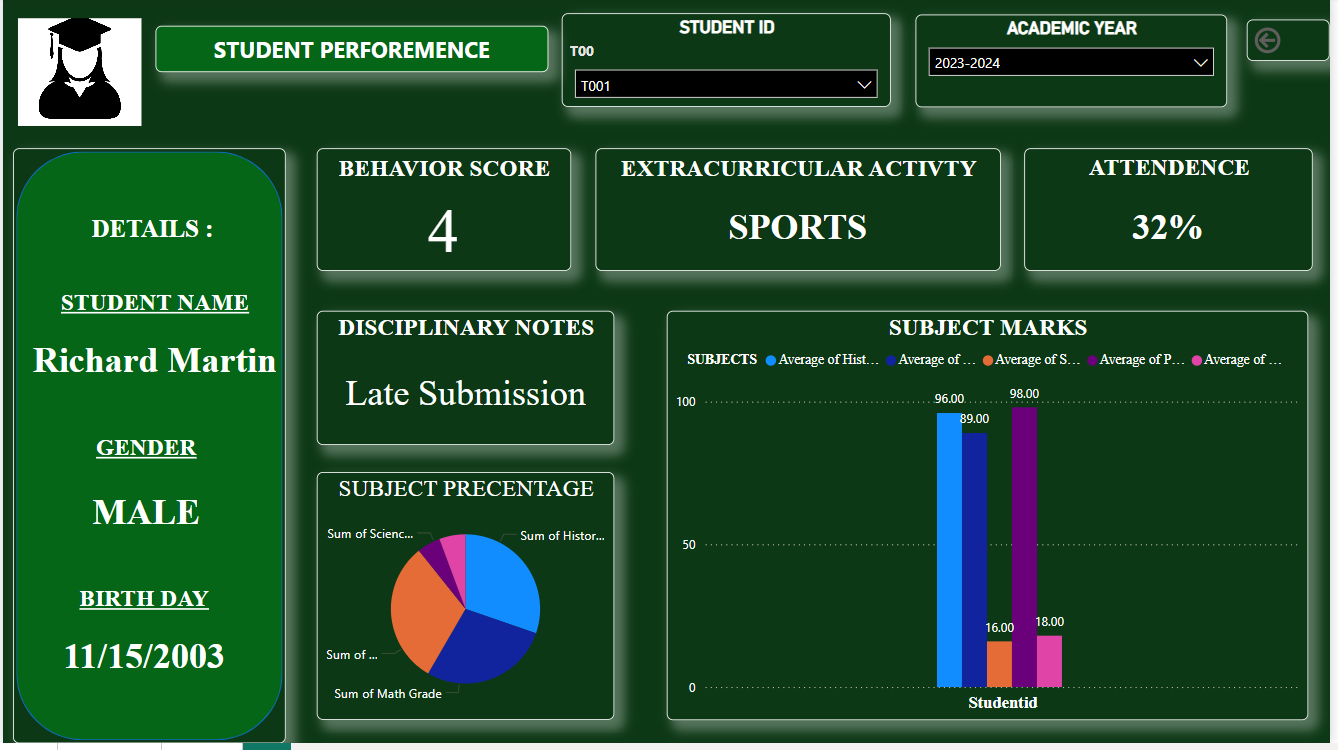 STUDENT PERFOREMENCE
STUDENT ID
T00
T001
ACADEMIC YEAR
2023-2024
DETAILS :
STUDENT NAME
Richard Martin
GENDER
MALE
BIRTH DAY
11/15/2003
BEHAVIOR SCORE
4
EXTRACURRICULAR ACTIVTY
SPORTS
ATTENDENCE
32%
DISCIPLINARY NOTES
Late Submission
SUBJECT PRECENTAGE
Sum of Scienc...
Sum of Histor...
Sum of ...
Sum of Math Grade
SUBJECT MARKS
SUBJECTS Average of Hist... Average of ... Average of S... Average of P... Average of ...
100
50
0
96.00
89.00
16.00
98.00
18.00
Studentid